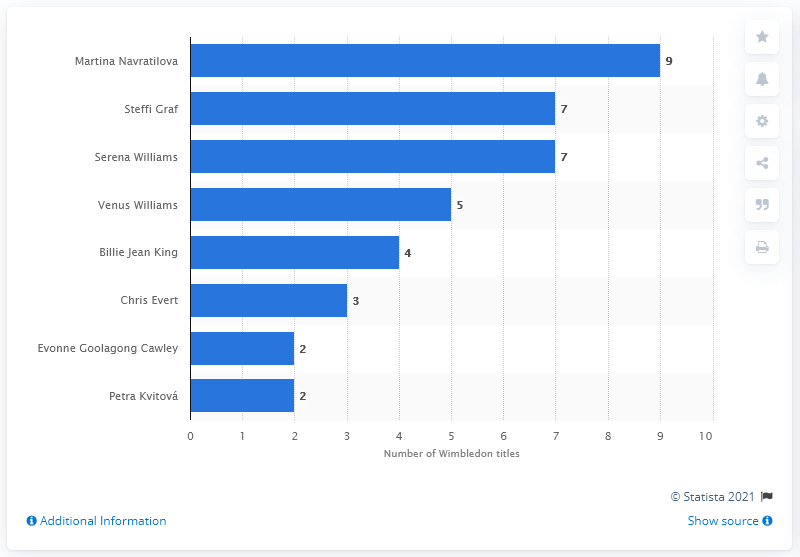 Martina Navratilova 9
Steffi Graf 7
Serena Williams 7
Venus Williams 5
Billie Jean King 4
Chris Evert 3
Evonne Goolagong Cawley 2
Petra Kvitová 2
0 1 2 3 4 5 6 7 8 9 10
Number of Wimbledon titles
© Statista 2021
Additional Information Show source